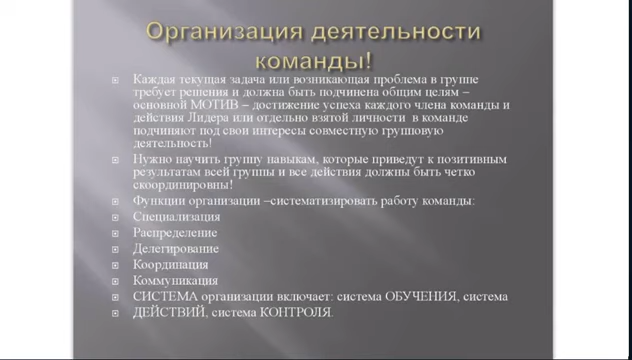 Организация деятельности
команды!
Каждая текущая задача или возникающая проблема в группе
требует решения и должна быть подчинена общим целям –
основной МОТИВ – достижение успеха каждого члена команды и
действия Лидера или отдельно взятой личности в команде
подчиняют под свои интересы совместную групповую
деятельность!
Нужно научить группу навыкам, которые приведут к позитивным
результатам всей группы и все действия должны быть четко
скоординировны!
Функции организации –систематизировать работу команды:
Специализация
Распределение
Делегирование
Координация
Коммуникация
СИСТЕМА организации включает: система ОБУЧЕНИЯ, система
ДЕЙСТВИЙ, система КОНТРОЛЯ.